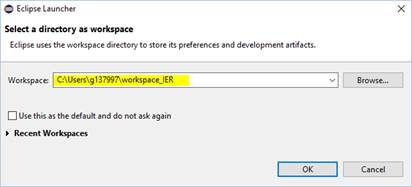 Eclipse Launcher
Select a directory as workspace
Eclipse uses the workspace directory to store its preferences and development artifacts.
Workspace: C:\Users\g137997\workspace_IER Browse...
Use this as the default and do not ask again
Recent Workspaces
OK Cancel